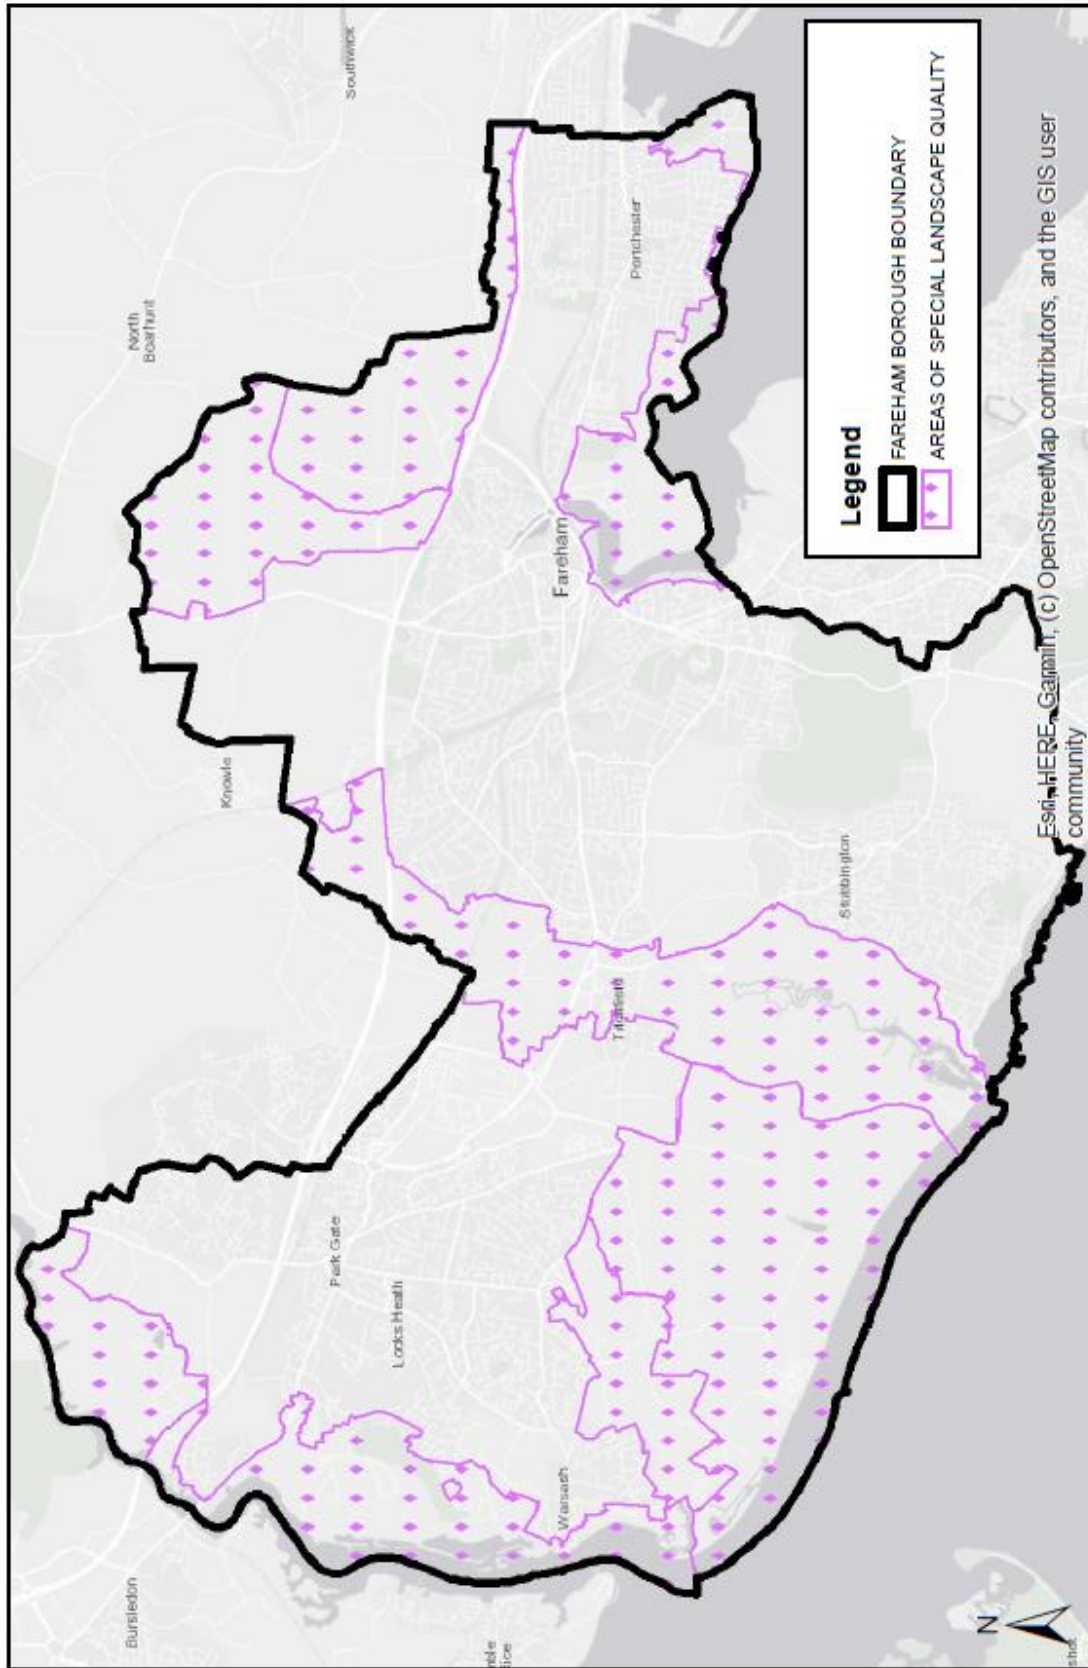 Southwick
North
Boarhunt
Knowle
Portchester
Fareham
Park Gate
Titchfield
Locks Heath
Stubbington
Bursledon
Warsash
N
Legend
FAREHAM BOROUGH BOUNDARY
AREAS OF SPECIAL LANDSCAPE QUALITY
Esri, HERE, Garmin, (c) OpenStreetMap contributors, and the GIS user
community